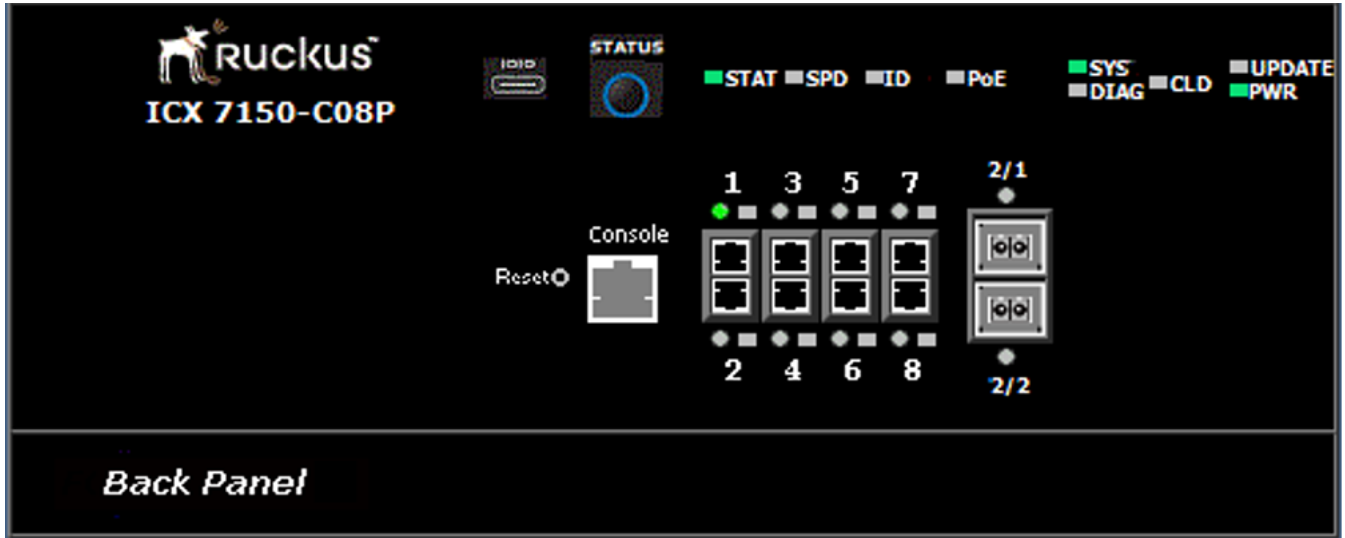 RUCKUS
ICX 7150-C08P
STATUS
STAT SPD ID PoE
SYS
DIAG
CLD
UPDATE
PWR
1 3 5 7
2/1
Console
Reset
2 4 6 8
2/2
Back Panel